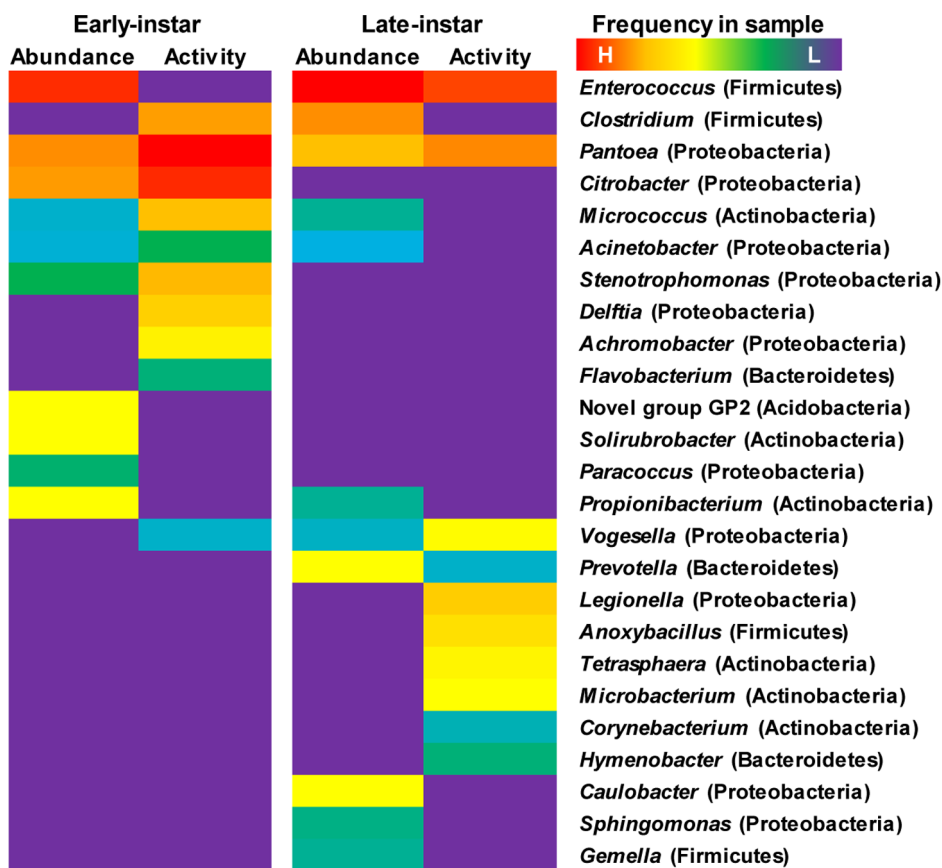 Early-instar
Late-instar
Frequency in sample
Abundance
Activity
Abundance
Activity
H
L
Enterococcus (Firmicutes)
Clostridium (Firmicutes)
Pantoea (Proteobacteria)
Citrobacter (Proteobacteria)
Micrococcus (Actinobacteria)
Acinetobacter (Proteobacteria)
Stenotrophomonas (Proteobacteria)
Delftia (Proteobacteria)
Achromobacter (Proteobacteria)
Flavobacterium (Bacteroidetes)
Novel group GP2 (Acidobacteria)
Solirubrobacter (Actinobacteria)
Paracoccus (Proteobacteria)
Propionibacterium (Actinobacteria)
Vogesella (Proteobacteria)
Prevotella (Bacteroidetes)
Legionella (Proteobacteria)
Anoxybacillus (Firmicutes)
Tetrasphaera (Actinobacteria)
Microbacterium (Actinobacteria)
Corynebacterium (Actinobacteria)
Hymenobacter (Bacteroidetes)
Caulobacter (Proteobacteria)
Sphingomonas (Proteobacteria)
Gemella (Firmicutes)